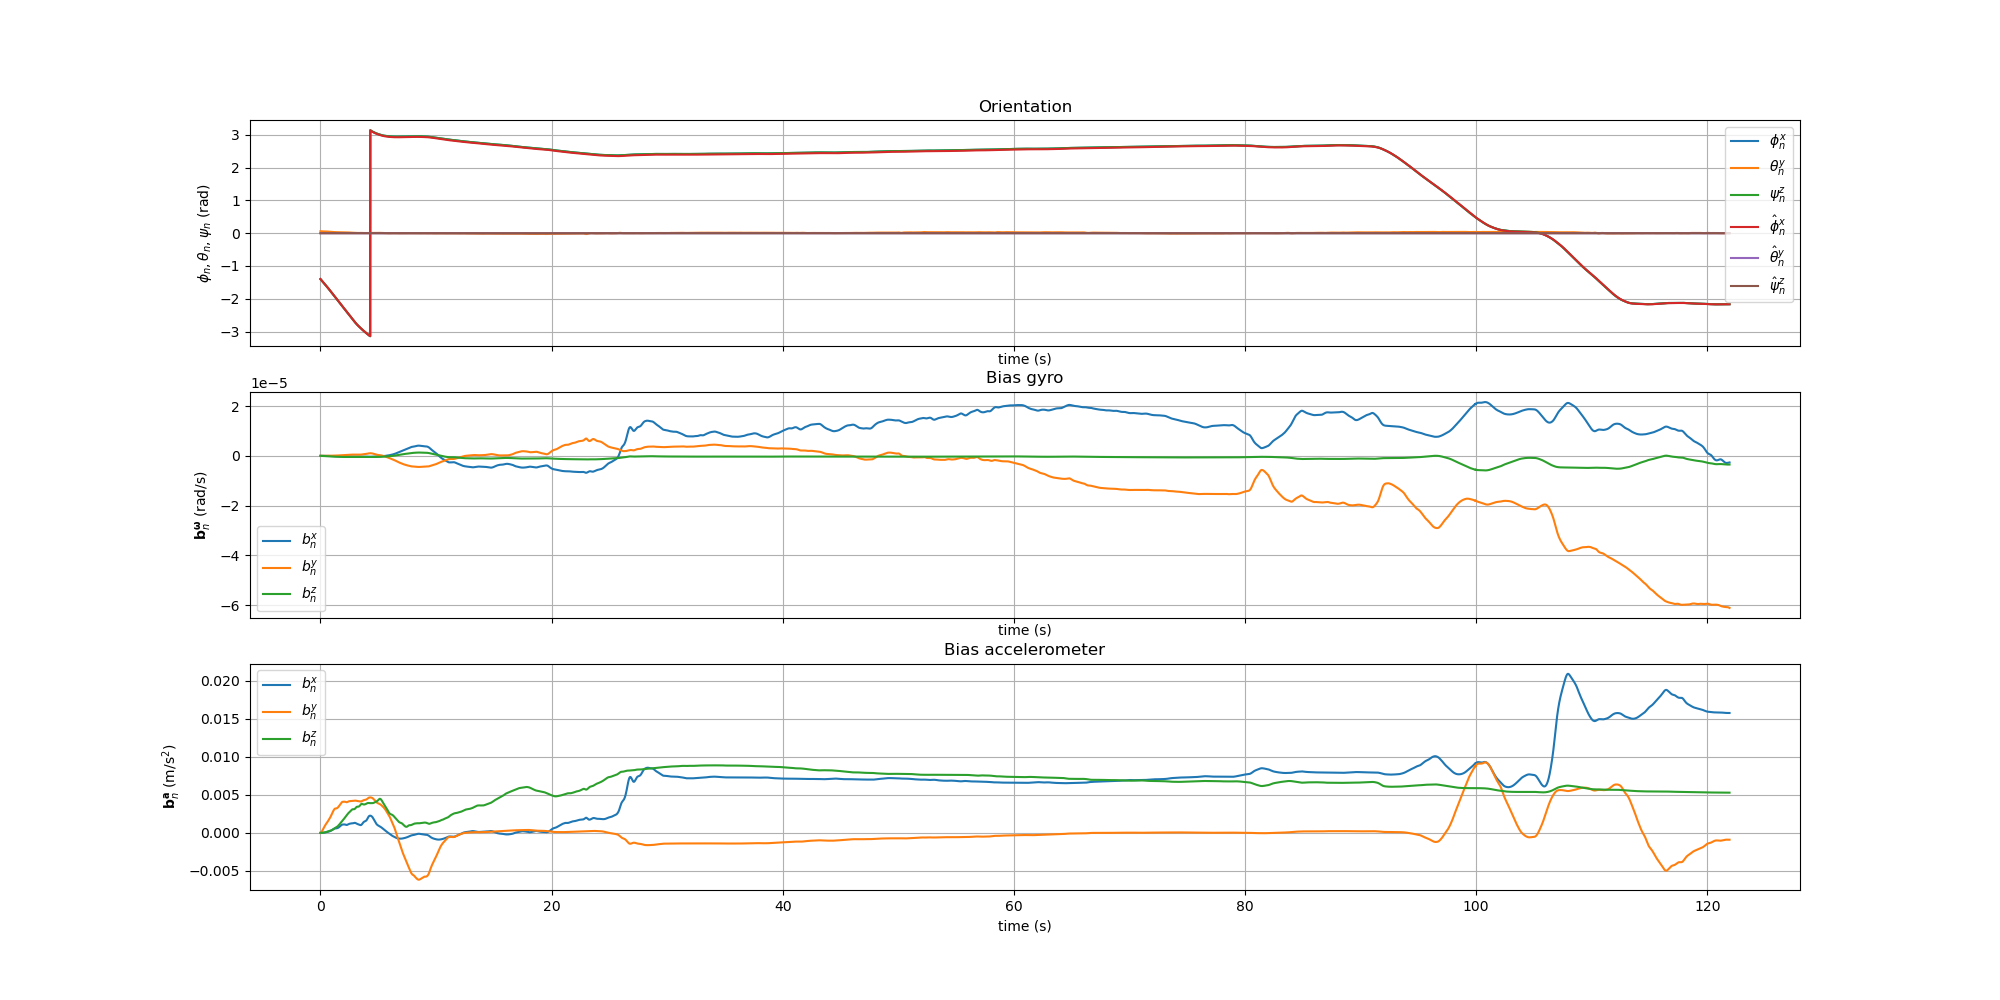 Orientation
ϕₙ, θₙ, ψₙ (rad)
3
2
1
0
−1
−2
−3
ϕₙˣ
θₙʸ
ψₙᶻ
ϕ̂ₙˣ
θ̂ₙʸ
ψ̂ₙᶻ
time (s)
1e−5
Bias gyro
𝐛ₙ^𝛚 (rad/s)
2
0
−2
−4
−6
bₙˣ
bₙʸ
bₙᶻ
time (s)
Bias accelerometer
𝐛ₙ^𝐚 (m/s²)
0.020
0.015
0.010
0.005
0.000
−0.005
bₙˣ
bₙʸ
bₙᶻ
0 20 40 60 80 100 120
time (s)